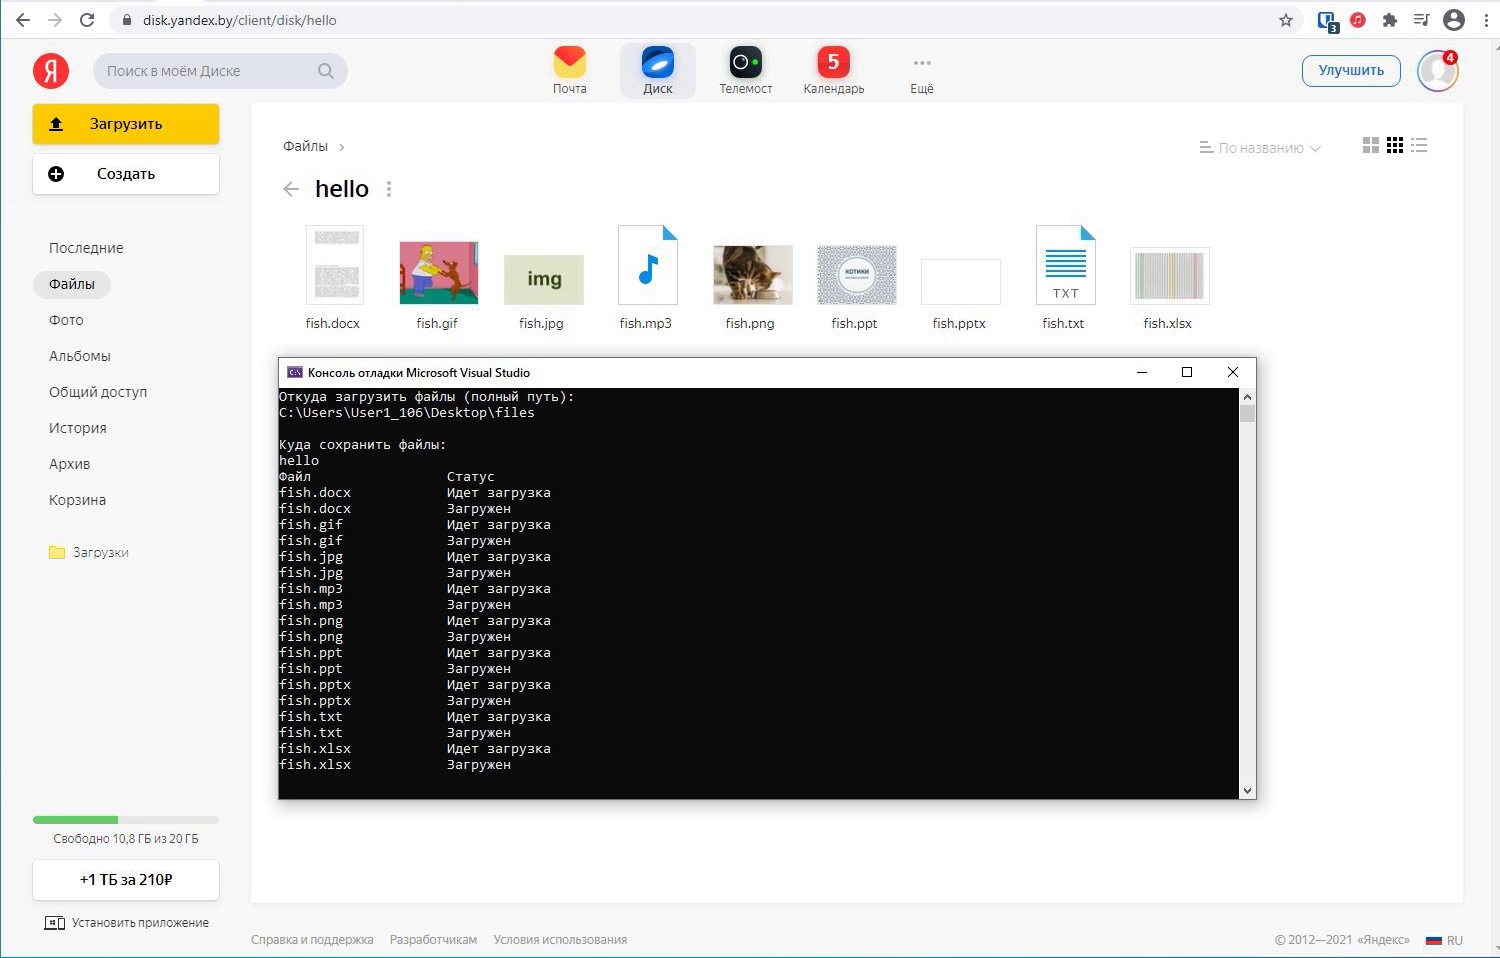 disk.yandex.by/client/disk/hello
3
Я
Поиск в моём Диске
Почта
Диск
Телемост
5
Календарь
Ещё
Улучшить
4
Загрузить
Создать
Последние
Файлы
Фото
Альбомы
Общий доступ
История
Архив
Корзина
Загрузки
Свободно 10,8 ГБ из 20 ГБ
+1 ТБ за 210₽
Установить приложение
Файлы
По названию
hello
img
КОТИКИ
TXT
fish.docx
fish.gif
fish.jpg
fish.mp3
fish.png
fish.ppt
fish.pptx
fish.txt
fish.xlsx
C:\ Консоль отладки Microsoft Visual Studio
Откуда загрузить файлы (полный путь):
C:\Users\User1_106\Desktop\files
Куда сохранить файлы:
hello
Файл Статус
fish.docx Идет загрузка
fish.docx Загружен
fish.gif Идет загрузка
fish.gif Загружен
fish.jpg Идет загрузка
fish.jpg Загружен
fish.mp3 Идет загрузка
fish.mp3 Загружен
fish.png Идет загрузка
fish.png Загружен
fish.ppt Идет загрузка
fish.ppt Загружен
fish.pptx Идет загрузка
fish.pptx Загружен
fish.txt Идет загрузка
fish.txt Загружен
fish.xlsx Идет загрузка
fish.xlsx Загружен
Справка и поддержка Разработчикам Условия использования
© 2012—2021 «Яндекс» RU